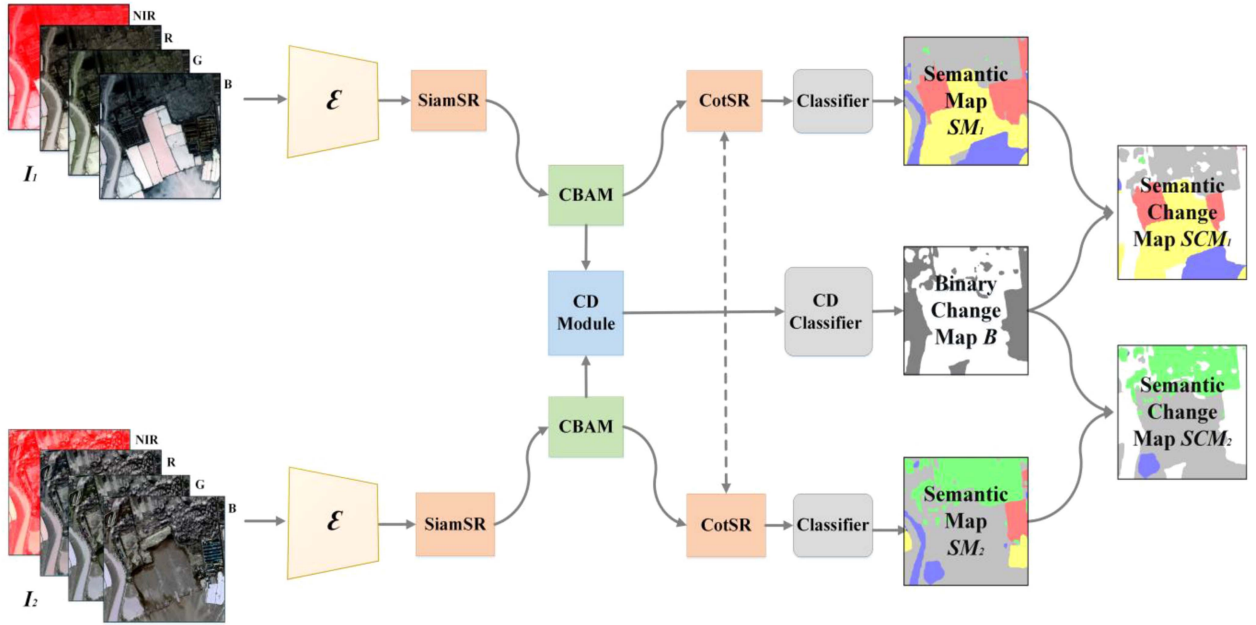 NIR
R
G
B
I1
ε
SiamSR
CBAM
CotSR
Classifier
Semantic
Map
SM1
CD
Module
CD
Classifier
Binary
Change
Map B
Semantic
Change
Map SCM1
Semantic
Change
Map SCM2
NIR
R
G
B
I2
ε
SiamSR
CBAM
CotSR
Classifier
Semantic
Map
SM2